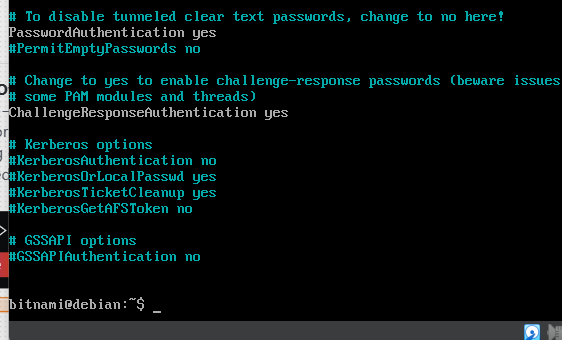 # To disable tunneled clear text passwords, change to no here!
PasswordAuthentication yes
#PermitEmptyPasswords no
# Change to yes to enable challenge-response passwords (beware issues
# some PAM modules and threads)
ChallengeResponseAuthentication yes
# Kerberos options
#KerberosAuthentication no
#KerberosOrLocalPasswd yes
#KerberosTicketCleanup yes
#KerberosGetAFSToken no
# GSSAPI options
#GSSAPIAuthentication no
bitnami@debian:~$ _